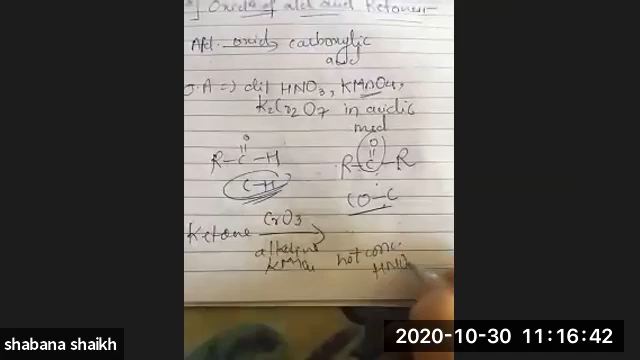 Oxidn of ald and Ketones-
Ald oxidn carboxylic
acid
O.A => dil HNO3, KMnO4,
K2Cr2O7 in acidic
med
O O
R-C-H R-C-R
C-H CO-C
Ketone CrO3
alkaline hot conc.
KMnO4 HNO
shabana shaikh
2020-10-30 11:16:42